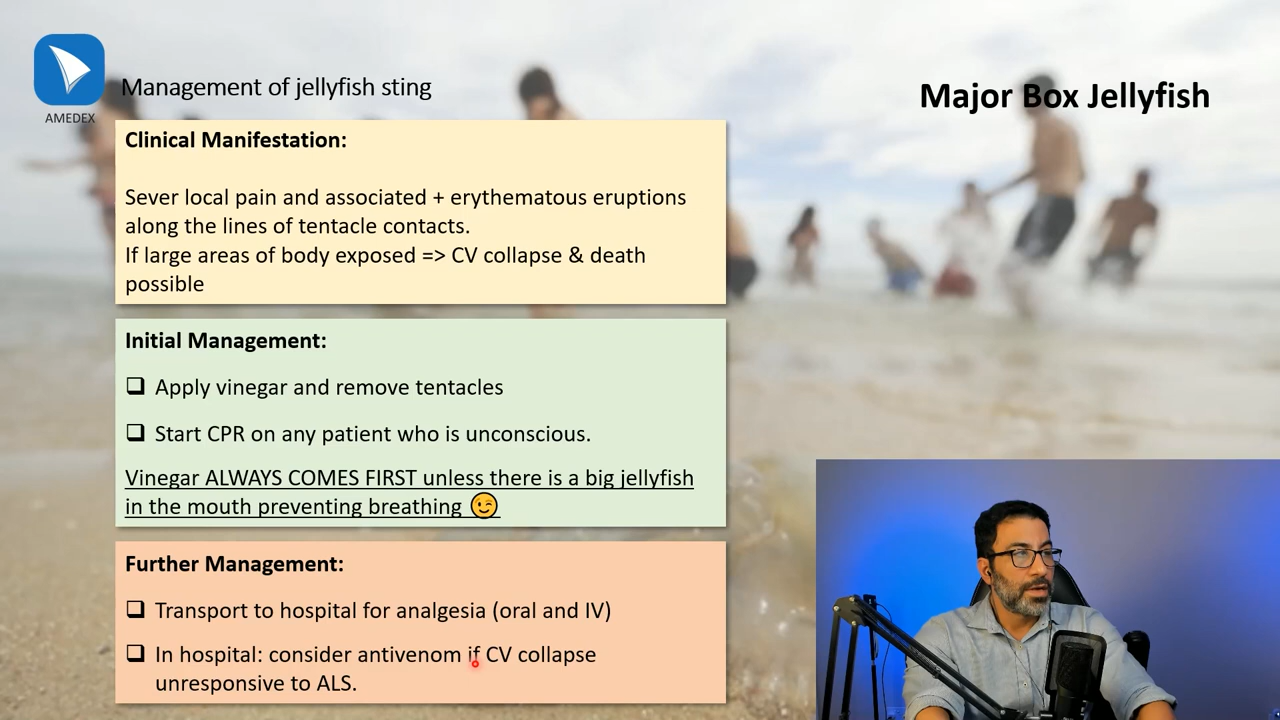 AMEDEX
Management of jellyfish sting
Major Box Jellyfish
Clinical Manifestation:
Sever local pain and associated + erythematous eruptions
along the lines of tentacle contacts.
If large areas of body exposed => CV collapse & death
possible
Initial Management:
❑ Apply vinegar and remove tentacles
❑ Start CPR on any patient who is unconscious.
Vinegar ALWAYS COMES FIRST unless there is a big jellyfish
in the mouth preventing breathing 😉
Further Management:
❑ Transport to hospital for analgesia (oral and IV)
❑ In hospital: consider antivenom if CV collapse
unresponsive to ALS.